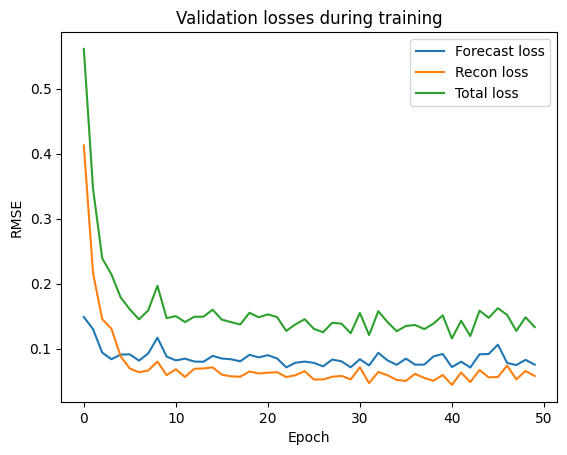 Validation losses during training
Forecast loss
Recon loss
Total loss
RMSE
0.5
0.4
0.3
0.2
0.1
0 10 20 30 40 50
Epoch